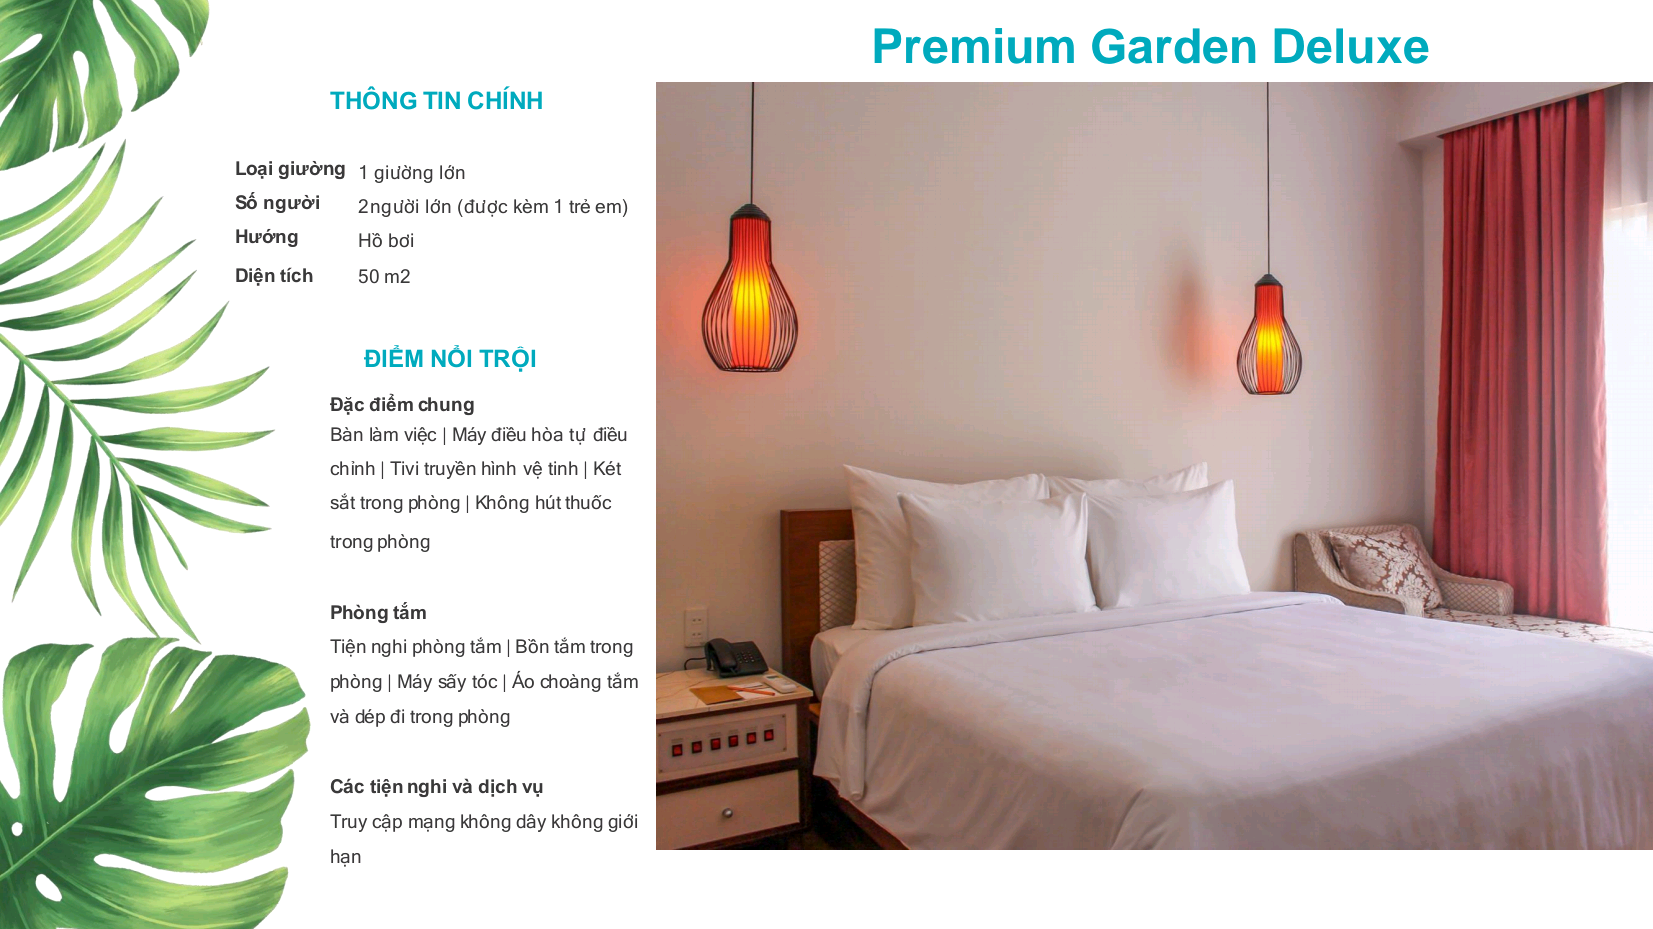 Premium Garden Deluxe
THÔNG TIN CHÍNH
Loại giường 1 giường lớn
Số người 2người lớn (được kèm 1 trẻ em)
Hướng Hồ bơi
Diện tích 50 m2
ĐIỂM NỔI TRỘI
Đặc điểm chung
Bàn làm việc | Máy điều hòa tự điều
chỉnh | Tivi truyền hình vệ tinh | Két
sắt trong phòng | Không hút thuốc
trong phòng
Phòng tắm
Tiện nghi phòng tắm | Bồn tắm trong
phòng | Máy sấy tóc | Áo choàng tắm
và dép đi trong phòng
Các tiện nghi và dịch vụ
Truy cập mạng không dây không giới
hạn